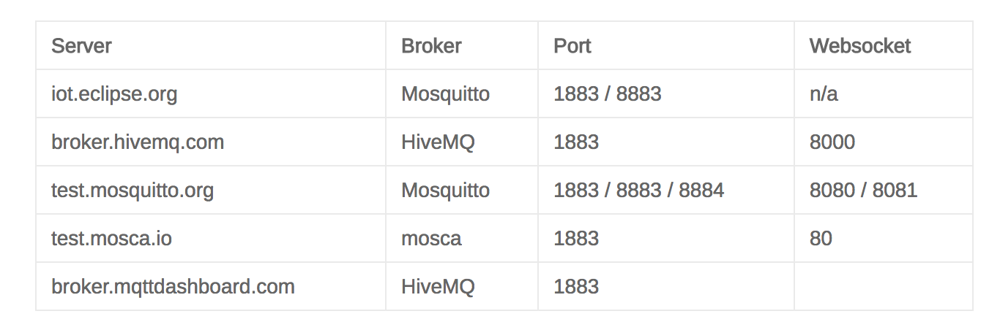 Server Broker Port Websocket
iot.eclipse.org Mosquitto 1883 / 8883 n/a
broker.hivemq.com HiveMQ 1883 8000
test.mosquitto.org Mosquitto 1883 / 8883 / 8884 8080 / 8081
test.mosca.io mosca 1883 80
broker.mqttdashboard.com HiveMQ 1883